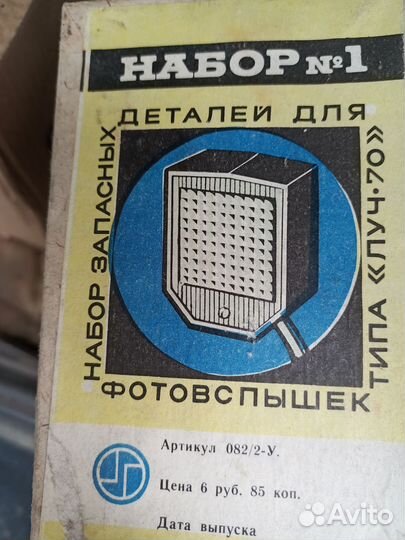 НАБОР №1
НАБОР ЗАПАСНЫХ
ДЕТАЛЕЙ ДЛЯ
ФОТОВСПЫШЕК
ТИПА «ЛУЧ-70»
Артикул 082/2-У.
Цена 6 руб. 85 коп.
Дата выпуска
Avito